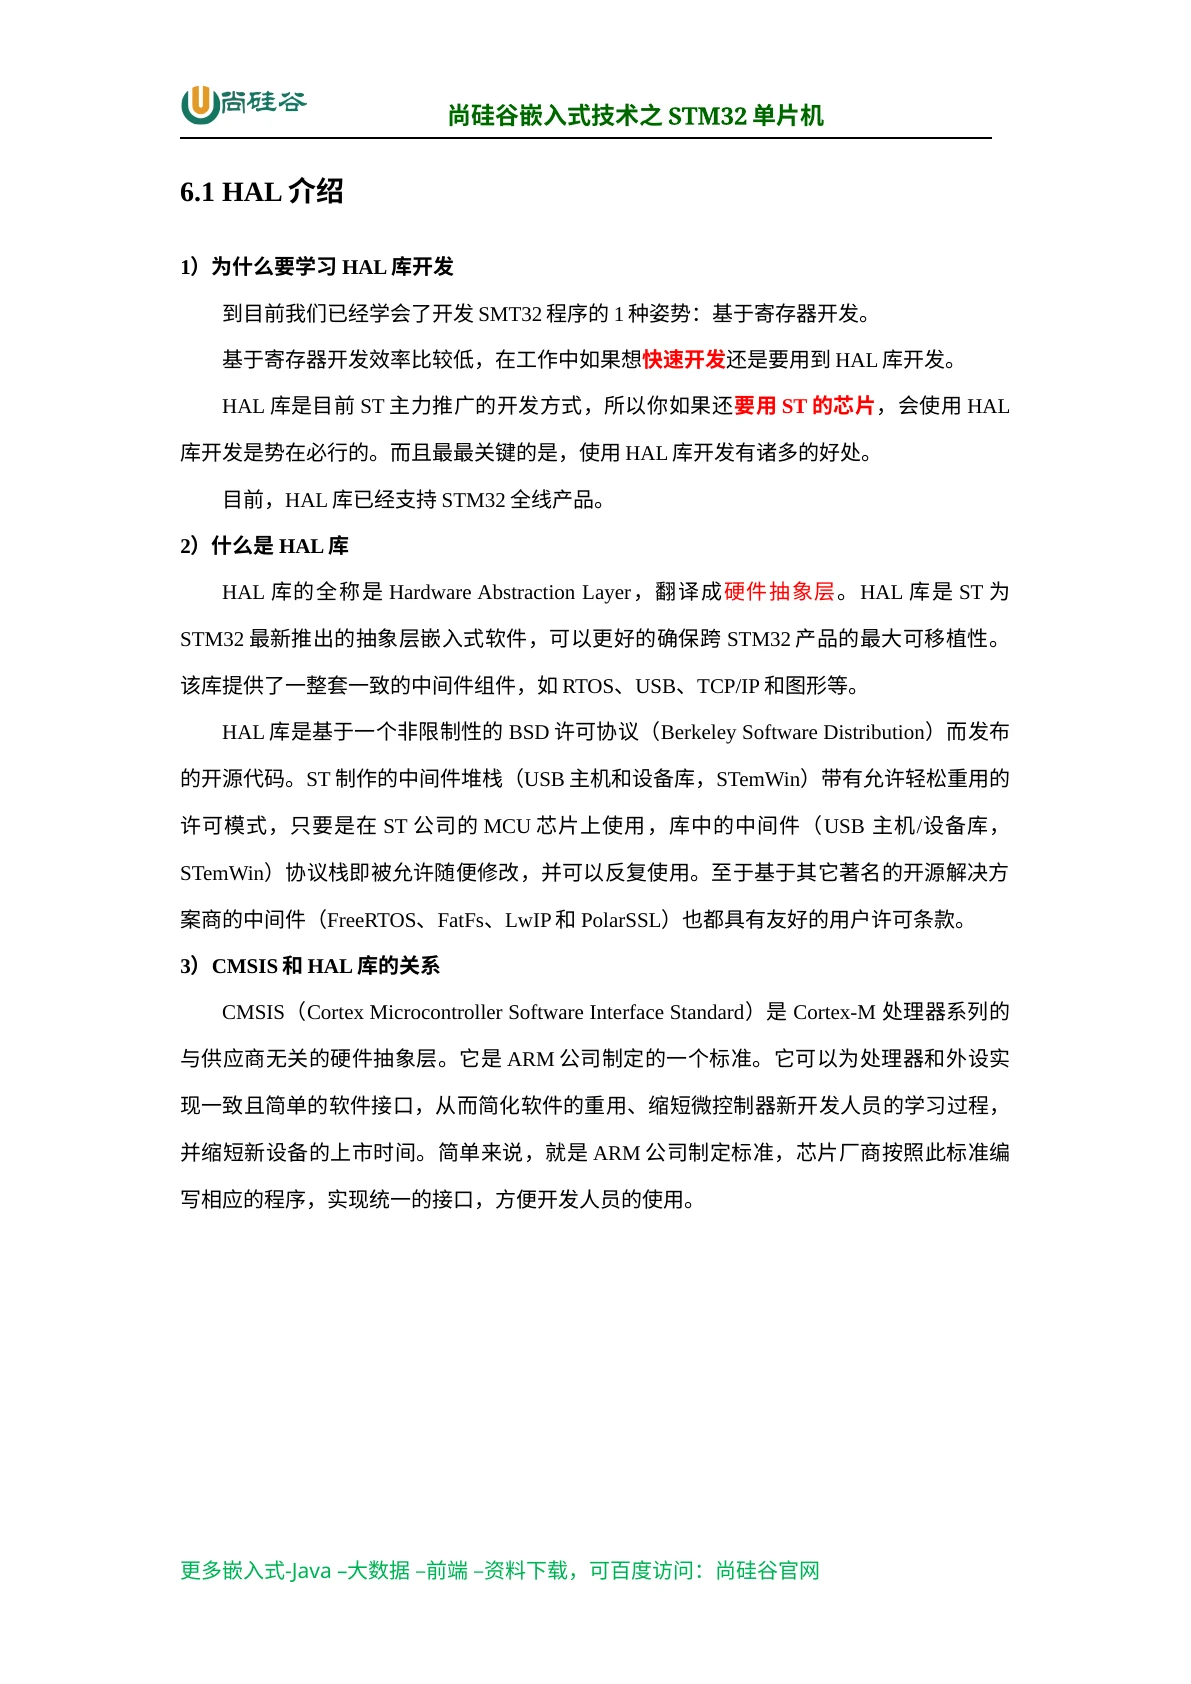 尚硅谷
尚硅谷嵌入式技术之 STM32 单片机
6.1 HAL 介绍
1）为什么要学习 HAL 库开发
到目前我们已经学会了开发 SMT32 程序的 1 种姿势：基于寄存器开发。
基于寄存器开发效率比较低，在工作中如果想快速开发还是要用到 HAL 库开发。
HAL 库是目前 ST 主力推广的开发方式，所以你如果还要用 ST 的芯片，会使用 HAL
库开发是势在必行的。而且最最关键的是，使用 HAL 库开发有诸多的好处。
目前，HAL 库已经支持 STM32 全线产品。
2）什么是 HAL 库
HAL 库的全称是 Hardware Abstraction Layer，翻译成硬件抽象层。HAL 库是 ST 为
STM32 最新推出的抽象层嵌入式软件，可以更好的确保跨 STM32 产品的最大可移植性。
该库提供了一整套一致的中间件组件，如 RTOS、USB、TCP/IP 和图形等。
HAL 库是基于一个非限制性的 BSD 许可协议（Berkeley Software Distribution）而发布
的开源代码。ST 制作的中间件堆栈（USB 主机和设备库，STemWin）带有允许轻松重用的
许可模式，只要是在 ST 公司的 MCU 芯片上使用，库中的中间件（USB 主机/设备库，
STemWin）协议栈即被允许随便修改，并可以反复使用。至于基于其它著名的开源解决方
案商的中间件（FreeRTOS、FatFs、LwIP 和 PolarSSL）也都具有友好的用户许可条款。
3）CMSIS 和 HAL 库的关系
CMSIS（Cortex Microcontroller Software Interface Standard）是 Cortex-M 处理器系列的
与供应商无关的硬件抽象层。它是 ARM 公司制定的一个标准。它可以为处理器和外设实
现一致且简单的软件接口，从而简化软件的重用、缩短微控制器新开发人员的学习过程，
并缩短新设备的上市时间。简单来说，就是 ARM 公司制定标准，芯片厂商按照此标准编
写相应的程序，实现统一的接口，方便开发人员的使用。
更多嵌入式-Java –大数据 –前端 –资料下载，可百度访问：尚硅谷官网